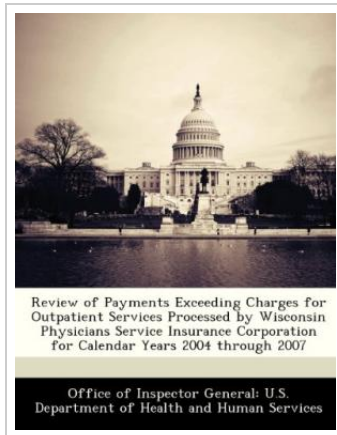 Review of Payments Exceeding Charges for
Outpatient Services Processed by Wisconsin
Physicians Service Insurance Corporation
for Calendar Years 2004 through 2007
Office of Inspector General: U.S.
Department of Health and Human Services